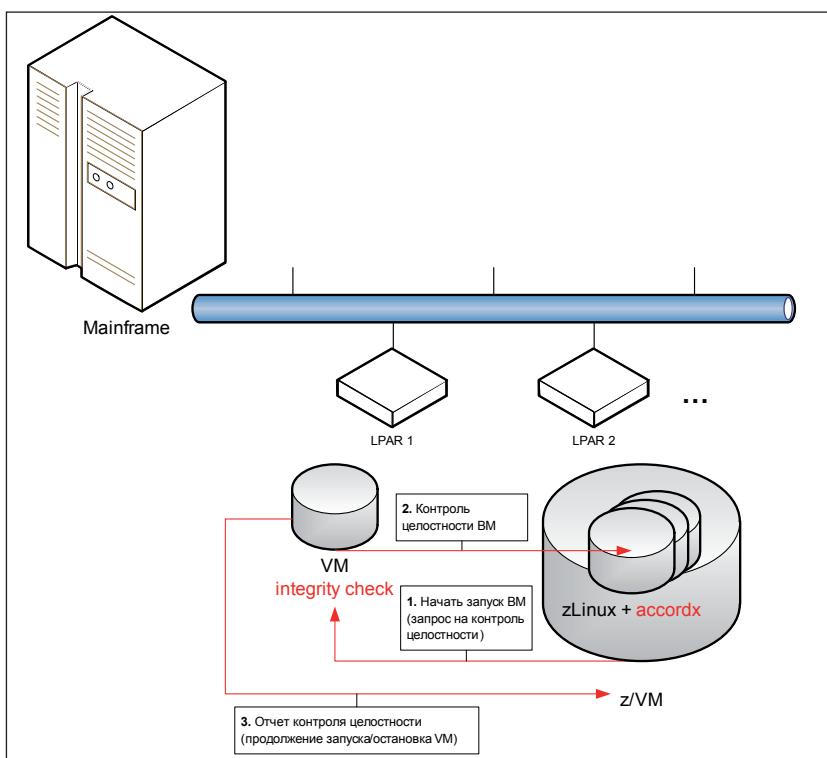 Mainframe
LPAR 1
LPAR 2
...
2. Контроль
целостности ВМ
VM
integrity check
zLinux + accordx
1. Начать запуск ВМ
(запрос на контроль
целостности)
z/VM
3. Отчет контроля целостности
(продолжение запуска/остановка VM)